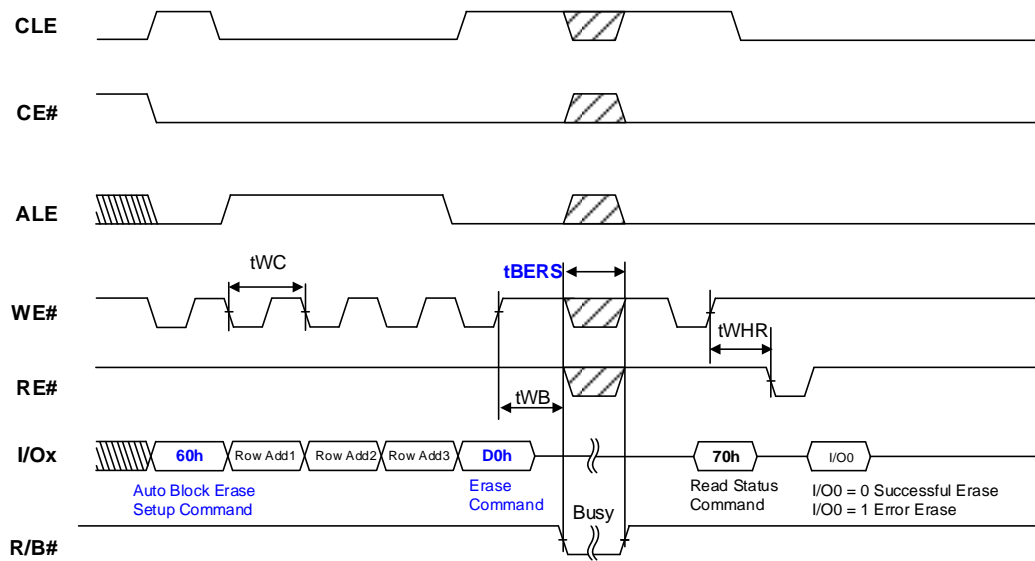 CLE
CE#
ALE
tWC
tBERS
WE#
tWHR
RE#
tWB
I/Ox
60h
Row Add1
Row Add2
Row Add3
D0h
70h
I/O0
Auto Block Erase
Setup Command
Erase
Command
Read Status
Command
I/O0 = 0 Successful Erase
I/O0 = 1 Error Erase
Busy
R/B#